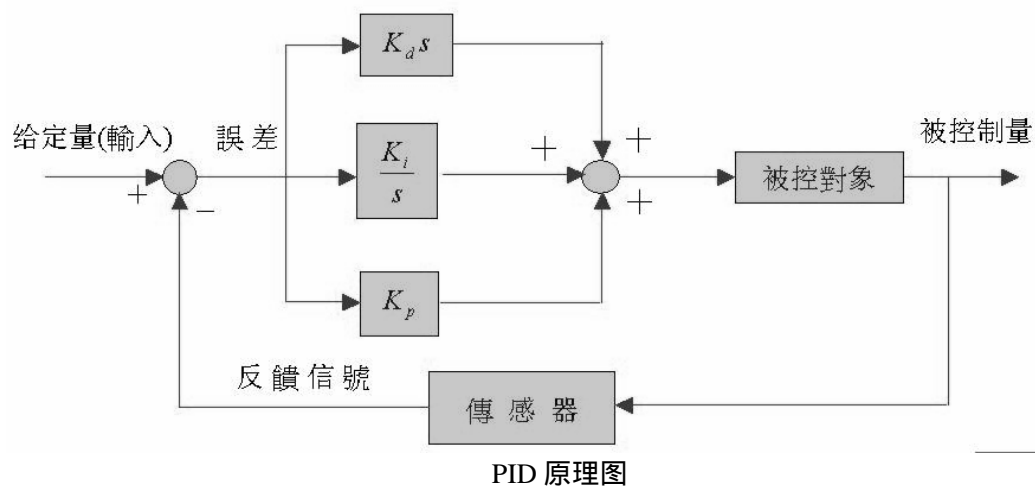 K_d s
给定量(輸入)
誤差
被控制量
K_i
s
+
+
+
−
+
被控對象
K_p
反饋信號
傳感器
PID 原理图